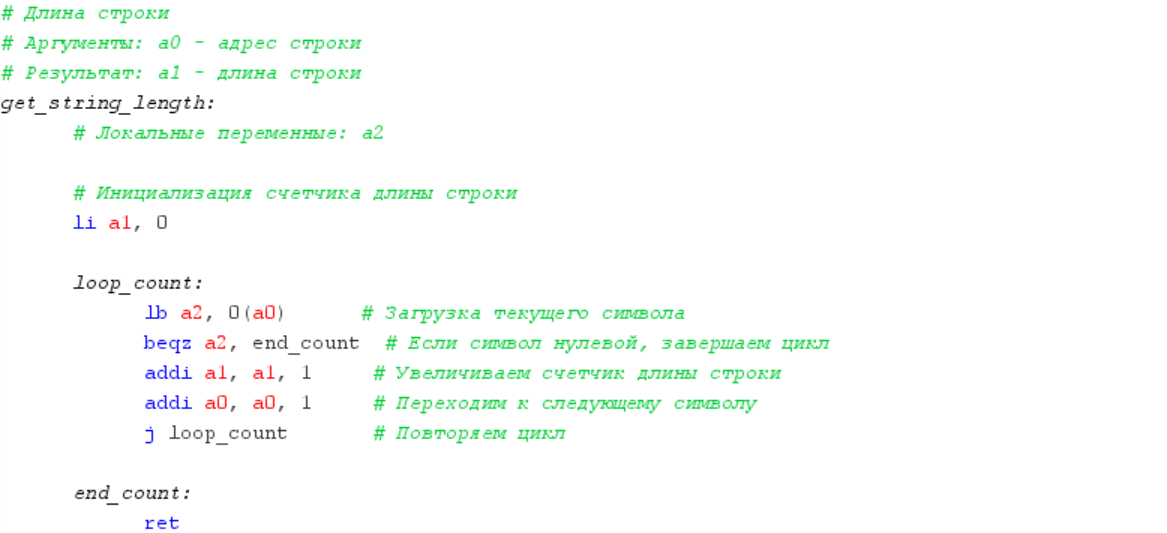 # Длина строки
# Аргументы: a0 - адрес строки
# Результат: a1 - длина строки
get_string_length:
# Локальные переменные: a2
# Инициализация счетчика длины строки
li a1, 0
loop_count:
lb a2, 0(a0) # Загрузка текущего символа
beqz a2, end_count # Если символ нулевой, завершаем цикл
addi a1, a1, 1 # Увеличиваем счетчик длины строки
addi a0, a0, 1 # Переходим к следующему символу
j loop_count # Повторяем цикл
end_count:
ret